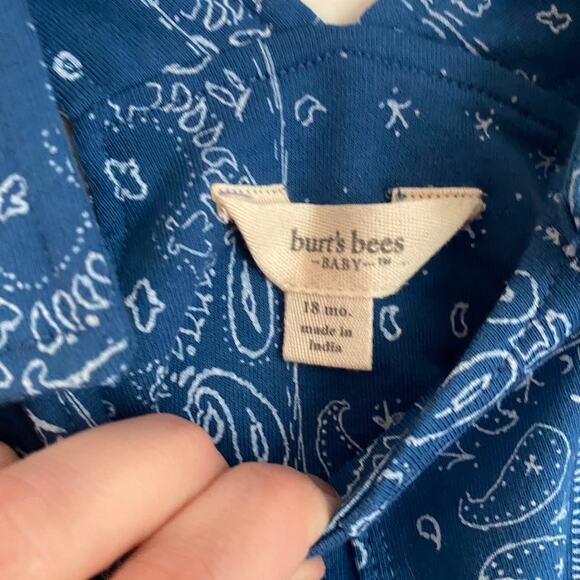 burt's bees
-BABY-™
18 mo.
made in
India